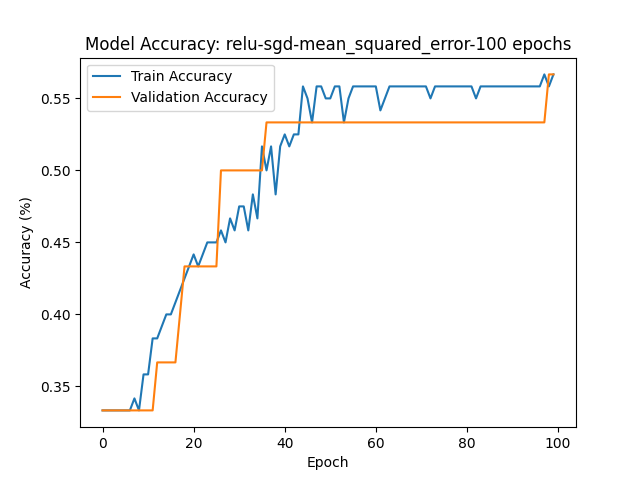 Model Accuracy: relu-sgd-mean_squared_error-100 epochs
Train Accuracy
Validation Accuracy
0.55
0.50
0.45
0.40
0.35
Accuracy (%)
0 20 40 60 80 100
Epoch